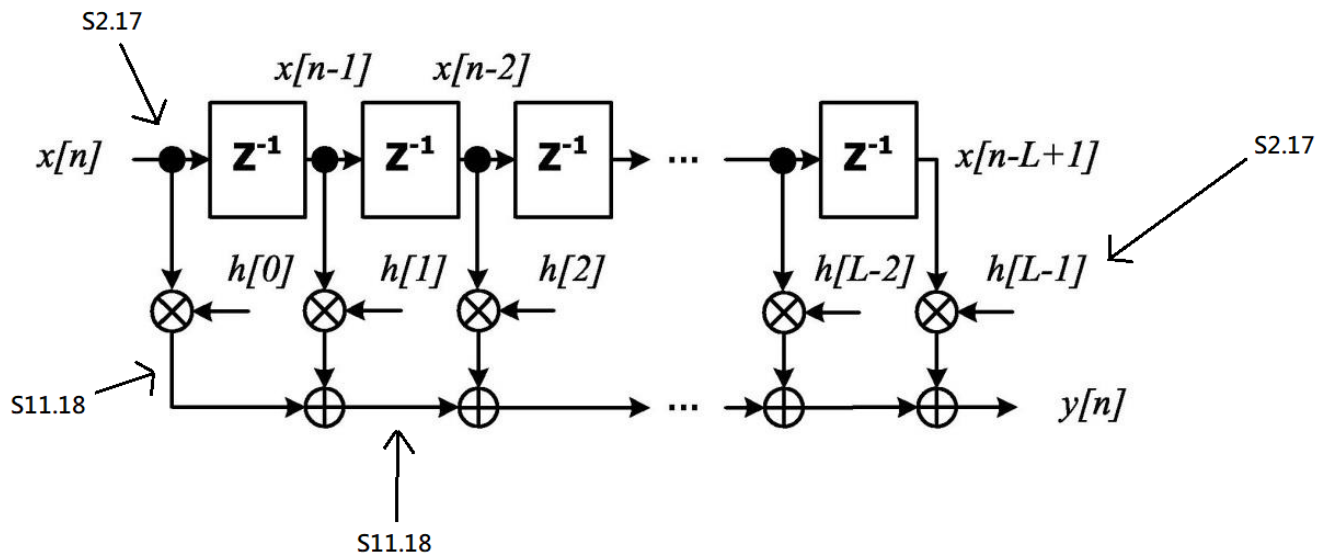 S2.17
x[n-1] x[n-2]
x[n] z⁻¹ z⁻¹ z⁻¹ ... z⁻¹ x[n-L+1] S2.17
h[0] h[1] h[2] h[L-2] h[L-1]
S11.18 ... y[n]
S11.18